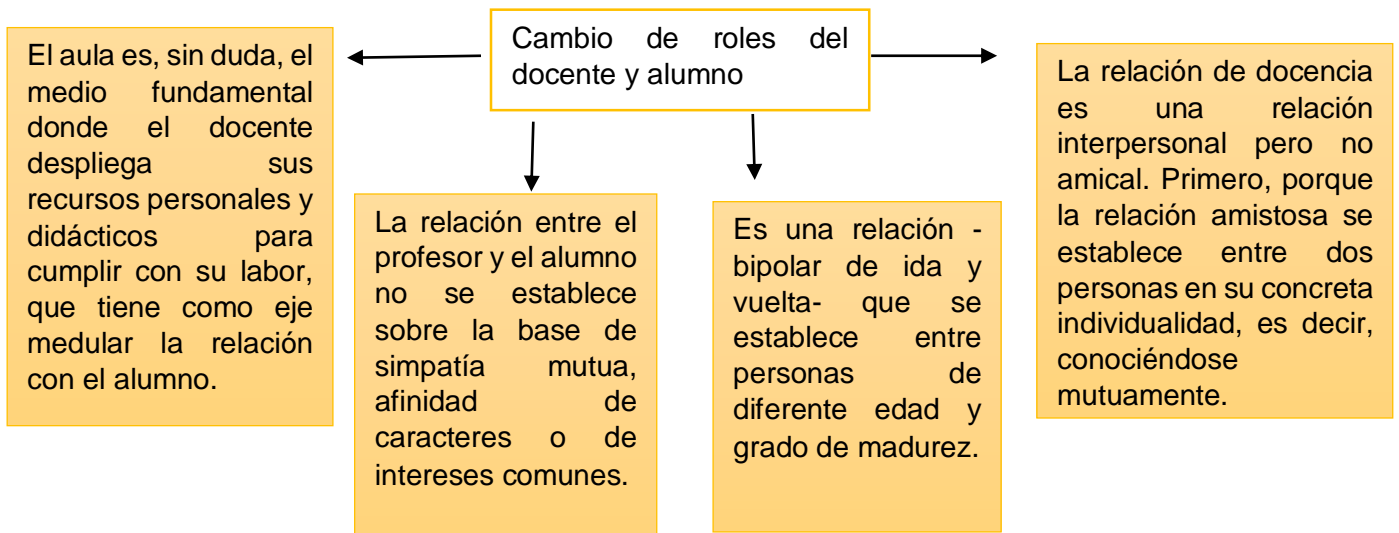 Cambio de roles del
docente y alumno
El aula es, sin duda, el
medio fundamental
donde el docente
despliega sus
recursos personales y
didácticos para
cumplir con su labor,
que tiene como eje
medular la relación
con el alumno.
La relación entre el
profesor y el alumno
no se establece
sobre la base de
simpatía mutua,
afinidad de
caracteres o de
intereses comunes.
Es una relación -
bipolar de ida y
vuelta- que se
establece entre
personas de
diferente edad y
grado de madurez.
La relación de docencia
es una relación
interpersonal pero no
amical. Primero, porque
la relación amistosa se
establece entre dos
personas en su concreta
individualidad, es decir,
conociéndose
mutuamente.